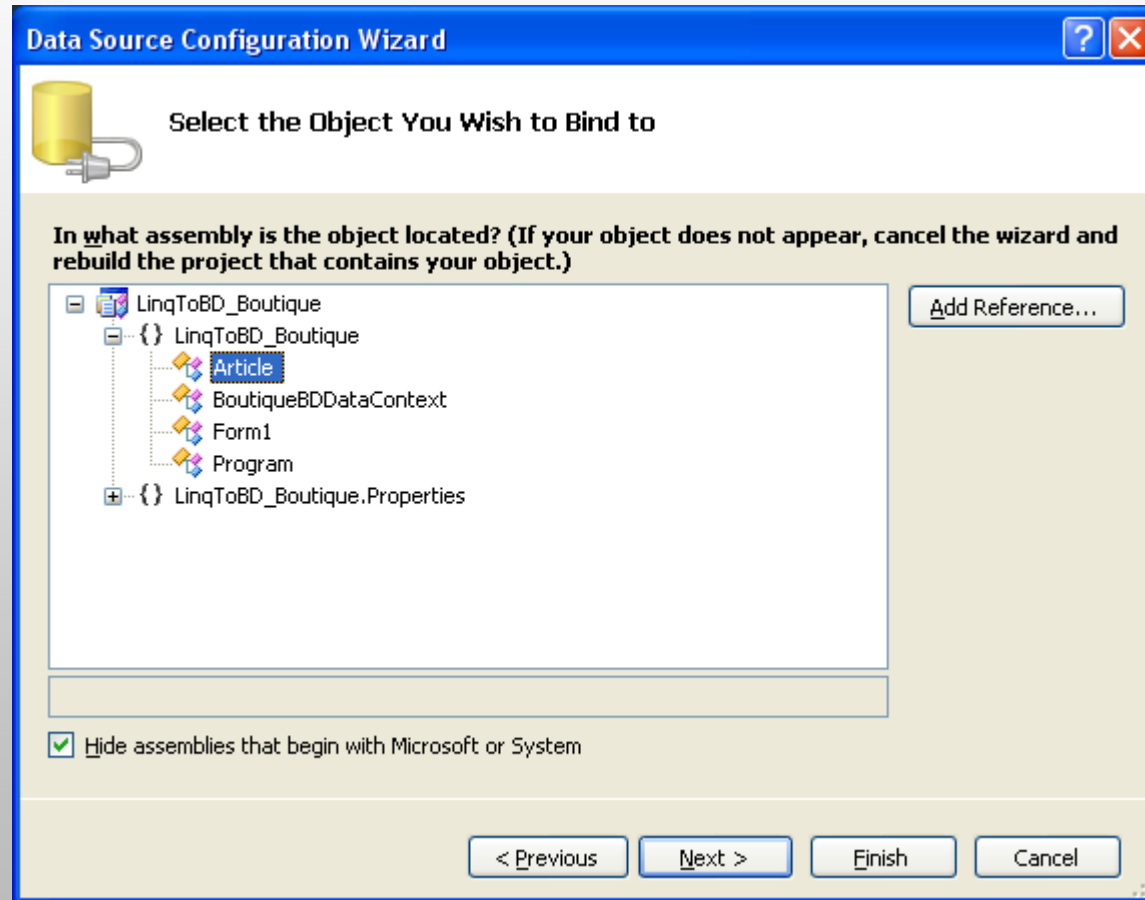 Data Source Configuration Wizard
Select the Object You Wish to Bind to
In what assembly is the object located? (If your object does not appear, cancel the wizard and
rebuild the project that contains your object.)
LinqToBD_Boutique
Add Reference...
{} LinqToBD_Boutique
Article
BoutiqueBDDataContext
Form1
Program
{} LinqToBD_Boutique.Properties
Hide assemblies that begin with Microsoft or System
< Previous
Next >
Finish
Cancel